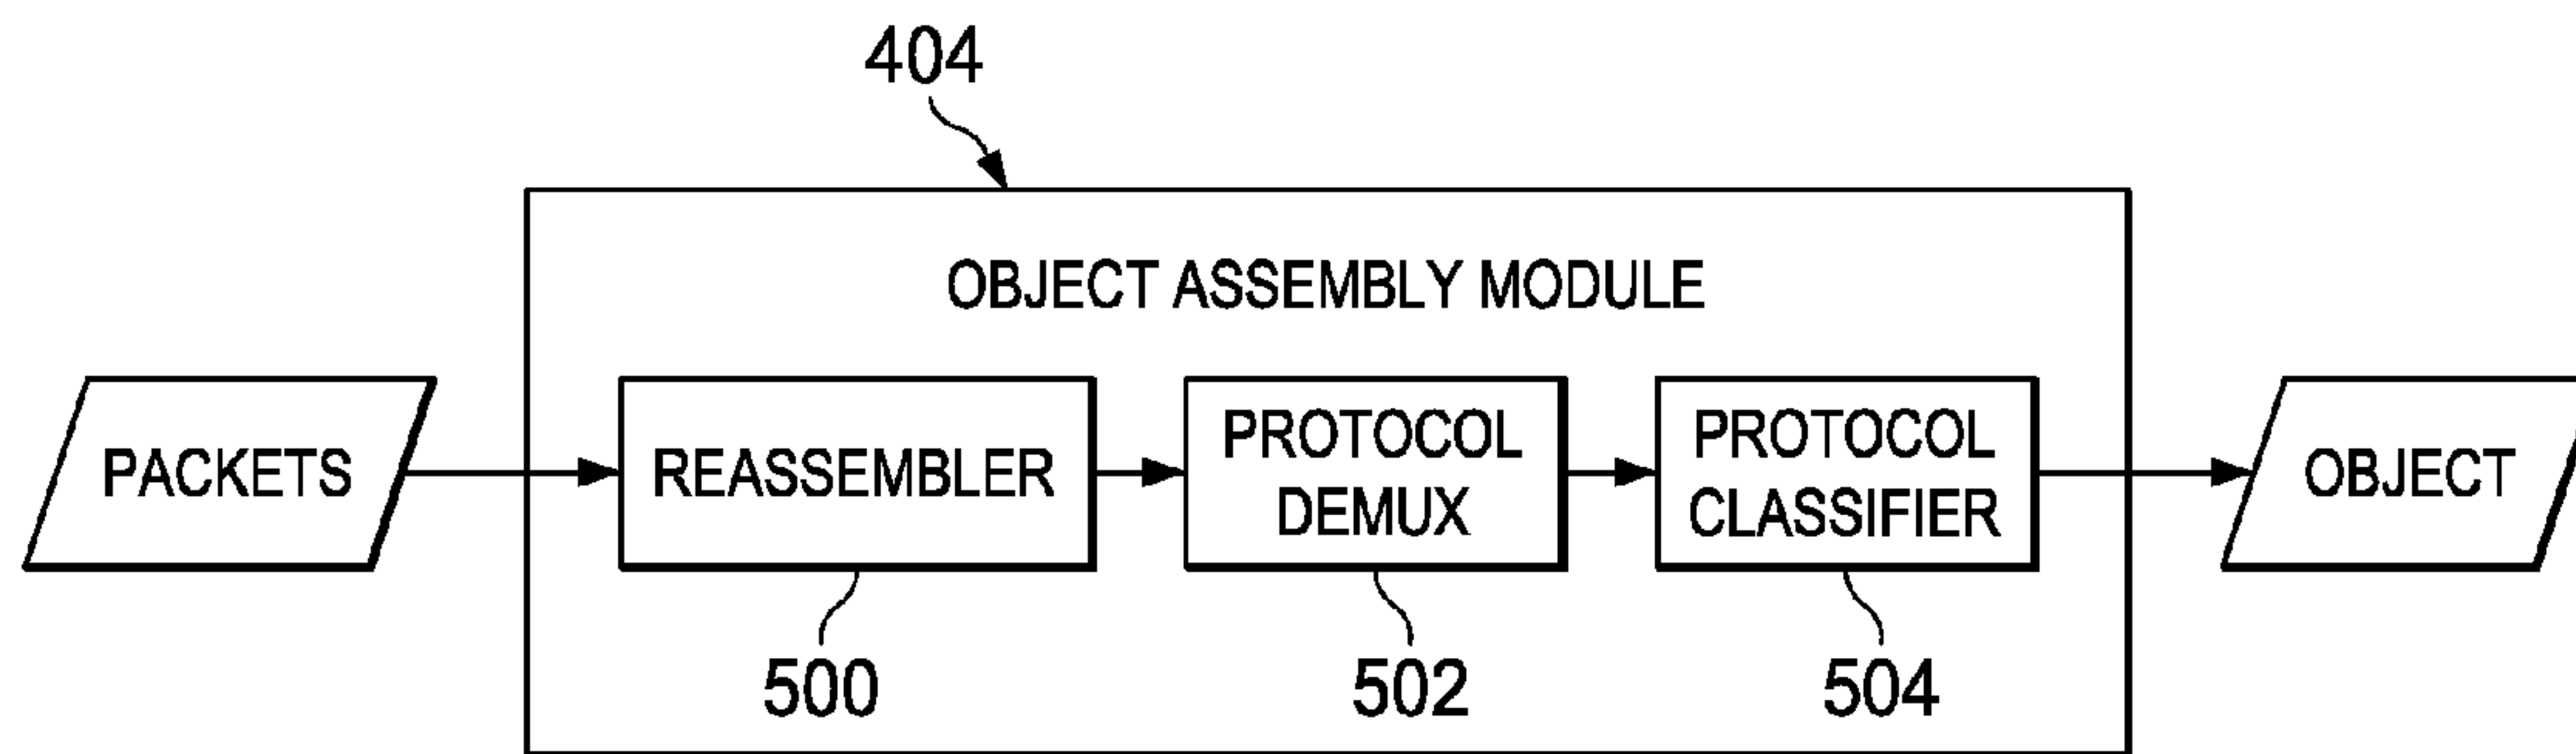 404
OBJECT ASSEMBLY MODULE
PACKETS
REASSEMBLER
PROTOCOL
DEMUX
PROTOCOL
CLASSIFIER
OBJECT
500
502
504